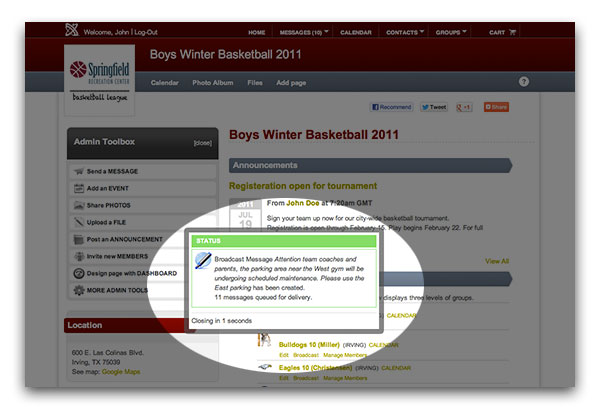 Welcome, John | Log-Out
HOME
MESSAGES (10)
CALENDAR
CONTACTS
GROUPS
CART
Springfield
RECREATION CENTER
basketball league
Boys Winter Basketball 2011
Calendar
Photo Album
Files
Add page
?
Recommend
Tweet
+1
Share
Admin Toolbox
[close]
Send a MESSAGE
Add an EVENT
Share PHOTOS
Upload a FILE
Post an ANNOUNCEMENT
Invite new MEMBERS
Design page with DASHBOARD
MORE ADMIN TOOLS
Location
600 E. Las Colinas Blvd.
Irving, TX 75039
See map: Google Maps
Boys Winter Basketball 2011
Announcements
Registeration open for tournament
2011
JUL
19
From John Doe at 7:20am GMT
Sign your team up now for our city-wide basketball tournament.
Registration is open through February 15. Play begins February 22. For full
View All
STATUS
Broadcast Message Attention team coaches and
parents, the parking area near the West gym will be
undergoing scheduled maintenance. Please use the
East parking has been created.
11 messages queued for delivery.
Closing in 1 seconds
displays three levels of groups.
CALENDAR
Bulldogs 10 (Miller) (IRVING) CALENDAR
Edit Broadcast Manage Members
Eagles 10 (Christensen) (IRVING) CALENDAR
Edit Broadcast Manage Members